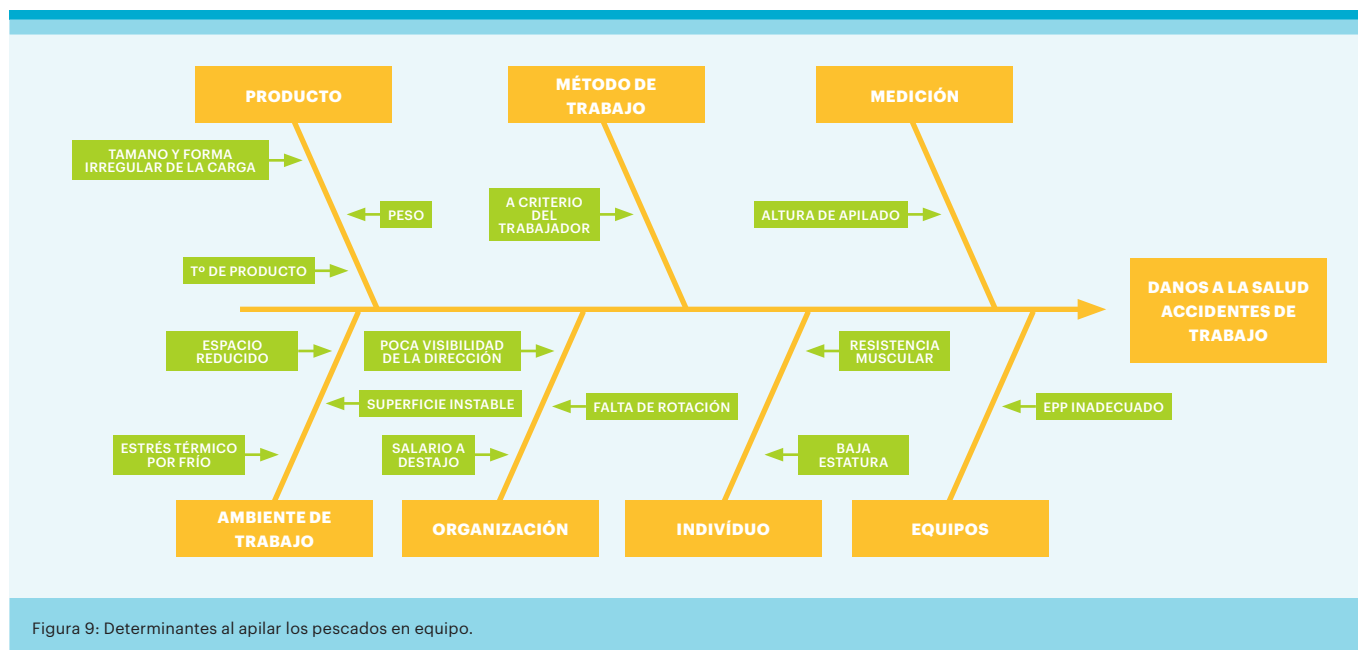 PRODUCTO
MÉTODO DE
TRABAJO
MEDICIÓN
TAMANO Y FORMA
IRREGULAR DE LA CARGA
PESO
Tº DE PRODUCTO
A CRITERIO
DEL
TRABAJADOR
ALTURA DE APILADO
DANOS A LA SALUD
ACCIDENTES DE
TRABAJO
ESPACIO
REDUCIDO
SUPERFICIE INSTABLE
ESTRÉS TÉRMICO
POR FRÍO
POCA VISIBILIDAD
DE LA DIRECCIÓN
FALTA DE ROTACIÓN
SALARIO A
DESTAJO
RESISTENCIA
MUSCULAR
BAJA
ESTATURA
EPP INADECUADO
AMBIENTE DE
TRABAJO
ORGANIZACIÓN
INDIVÍDUO
EQUIPOS
Figura 9: Determinantes al apilar los pescados en equipo.